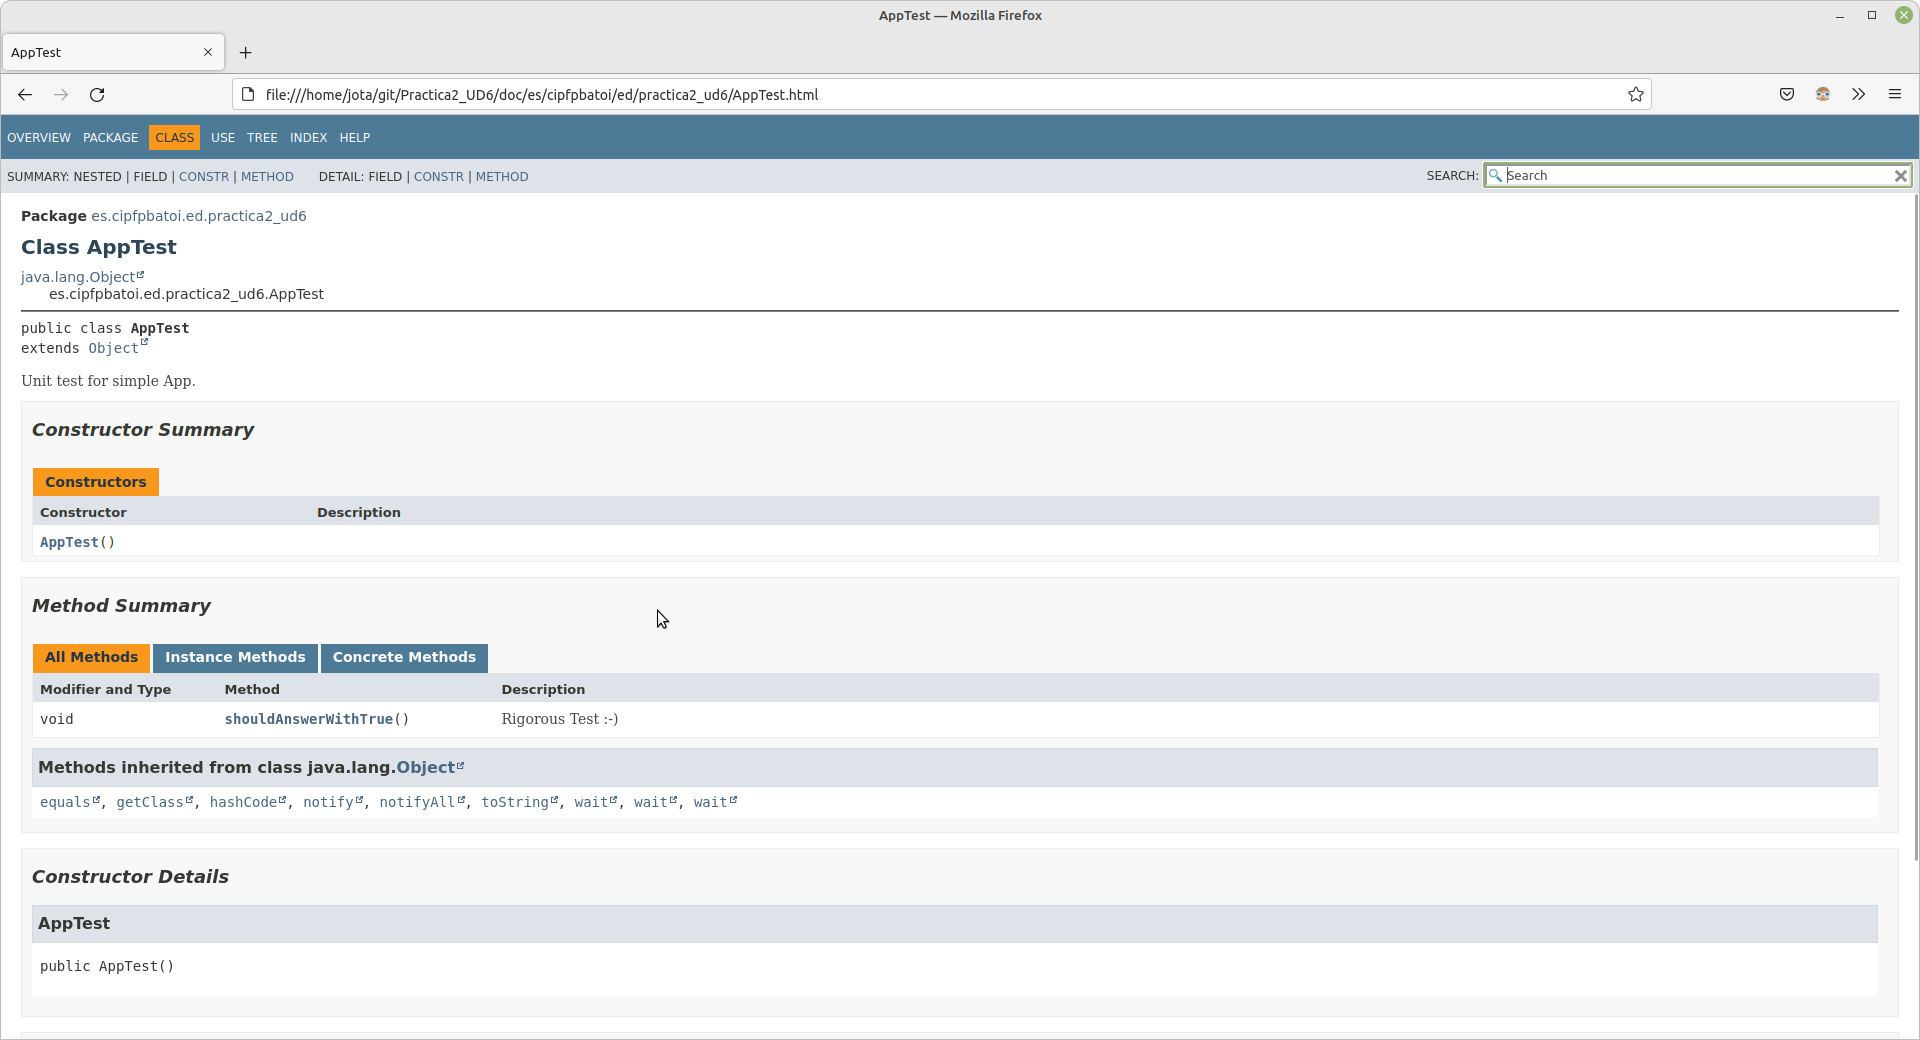 AppTest — Mozilla Firefox
AppTest
file:///home/jota/git/Practica2_UD6/doc/es/cipfpbatoi/ed/practica2_ud6/AppTest.html
OVERVIEW PACKAGE CLASS USE TREE INDEX HELP
SUMMARY: NESTED | FIELD | CONSTR | METHOD DETAIL: FIELD | CONSTR | METHOD SEARCH: Search
Package es.cipfpbatoi.ed.practica2_ud6
Class AppTest
java.lang.Object
es.cipfpbatoi.ed.practica2_ud6.AppTest
public class AppTest
extends Object
Unit test for simple App.
Constructor Summary
Constructors
Constructor Description
AppTest()
Method Summary
All Methods Instance Methods Concrete Methods
Modifier and Type Method Description
void shouldAnswerWithTrue() Rigorous Test :-)
Methods inherited from class java.lang.Object
equals, getClass, hashCode, notify, notifyAll, toString, wait, wait, wait
Constructor Details
AppTest
public AppTest()